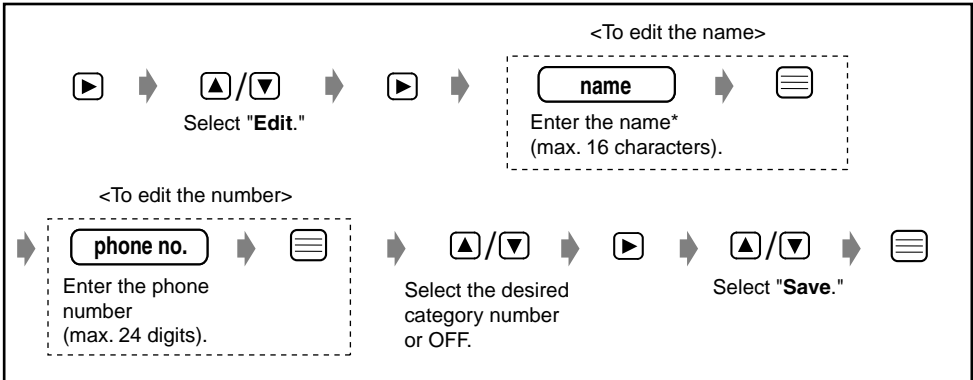 <To edit the name>
▶ ▲/▼ ▶ name
Select "Edit."
Enter the name*
(max. 16 characters).
<To edit the number>
phone no. ▲/▼ ▶ ▲/▼
Enter the phone
number
(max. 24 digits).
Select the desired
category number
or OFF.
Select "Save."